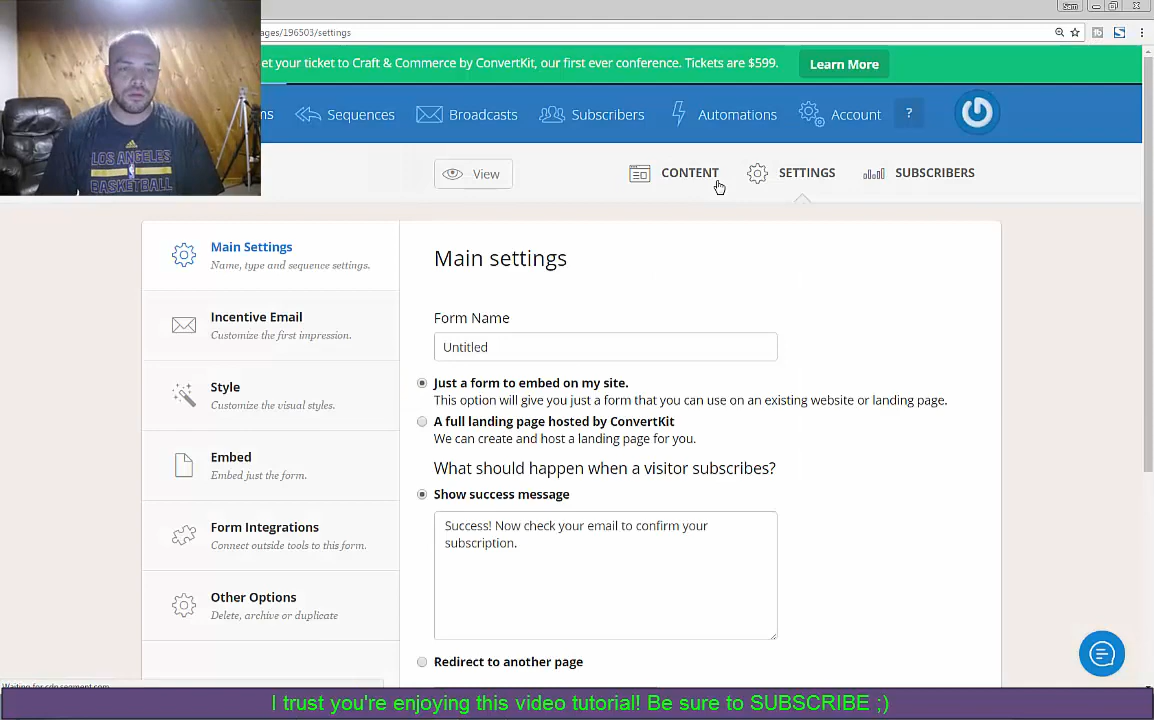 Sam
ages/196503/settings
et your ticket to Craft & Commerce by ConvertKit, our first ever conference. Tickets are $599.
Learn More
ns
Sequences
Broadcasts
Subscribers
Automations
Account
?
View
CONTENT
SETTINGS
SUBSCRIBERS
LOS ANGELES
BASKETBALL
Main Settings
Name, type and sequence settings.
Incentive Email
Customize the first impression.
Style
Customize the visual styles.
Embed
Embed just the form.
Form Integrations
Connect outside tools to this form.
Other Options
Delete, archive or duplicate
Main settings
Form Name
Untitled
Just a form to embed on my site.
This option will give you just a form that you can use on an existing website or landing page.
A full landing page hosted by ConvertKit
We can create and host a landing page for you.
What should happen when a visitor subscribes?
Show success message
Success! Now check your email to confirm your
subscription.
Redirect to another page
Waiting for cdn.segment.com
I trust you're enjoying this video tutorial! Be sure to SUBSCRIBE ;)